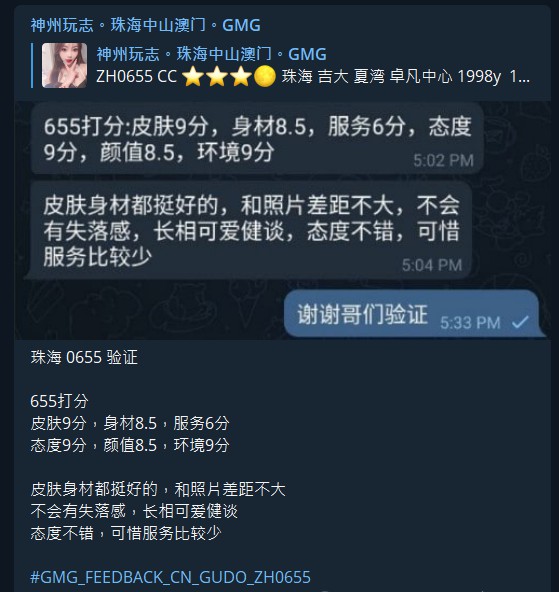 神州玩志。珠海中山澳门。GMG
神州玩志。珠海中山澳门。GMG
ZH0655 CC ⭐⭐⭐🌕 珠海 吉大 夏湾 卓凡中心 1998y 1...
655打分:皮肤9分，身材8.5，服务6分，态度
9分，颜值8.5，环境9分
5:02 PM
皮肤身材都挺好的，和照片差距不大，不会
有失落感，长相可爱健谈，态度不错，可惜
服务比较少
5:04 PM
谢谢哥们验证 5:33 PM
珠海 0655 验证
655打分
皮肤9分，身材8.5，服务6分
态度9分，颜值8.5，环境9分
皮肤身材都挺好的，和照片差距不大
不会有失落感，长相可爱健谈
态度不错，可惜服务比较少
#GMG_FEEDBACK_CN_GUDO_ZH0655